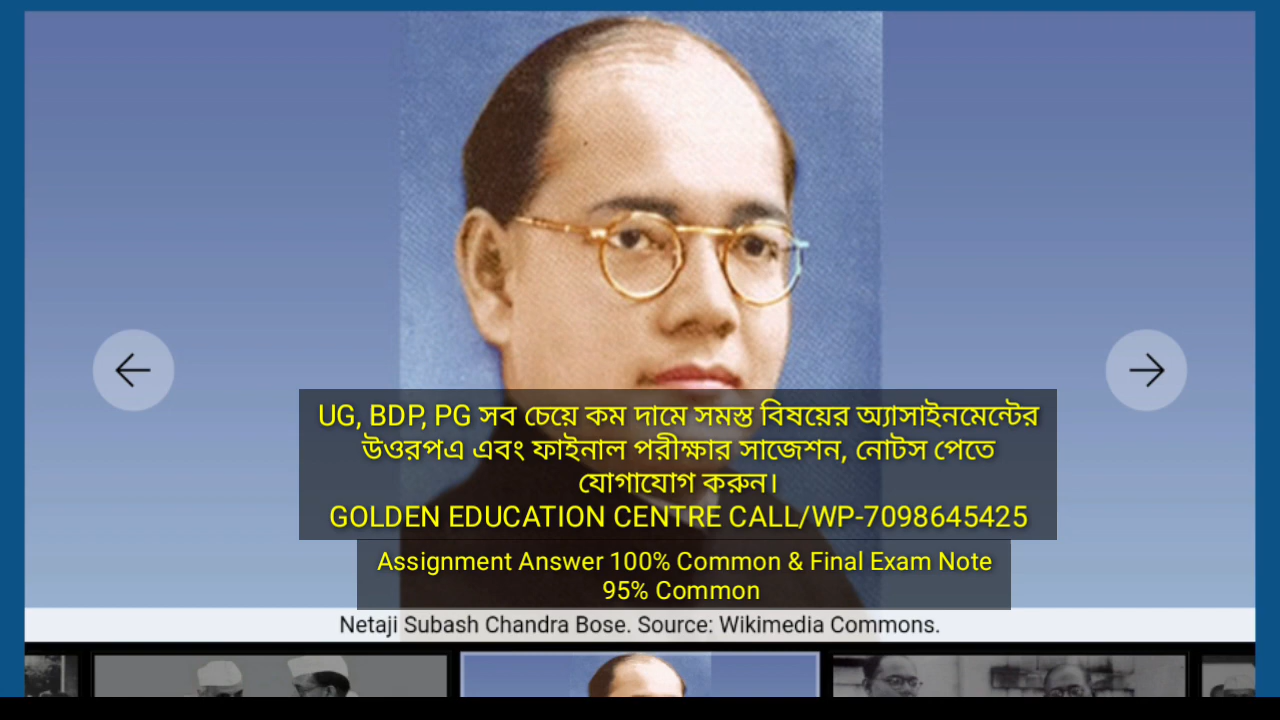 UG, BDP, PG সব চেয়ে কম দামে সমস্ত বিষয়ের অ্যাসাইনমেন্টের
উওরপএ এবং ফাইনাল পরীক্ষার সাজেশন, নোটস পেতে
যোগাযোগ করুন।
GOLDEN EDUCATION CENTRE CALL/WP-7098645425
Assignment Answer 100% Common & Final Exam Note
95% Common
Netaji Subash Chandra Bose. Source: Wikimedia Commons.